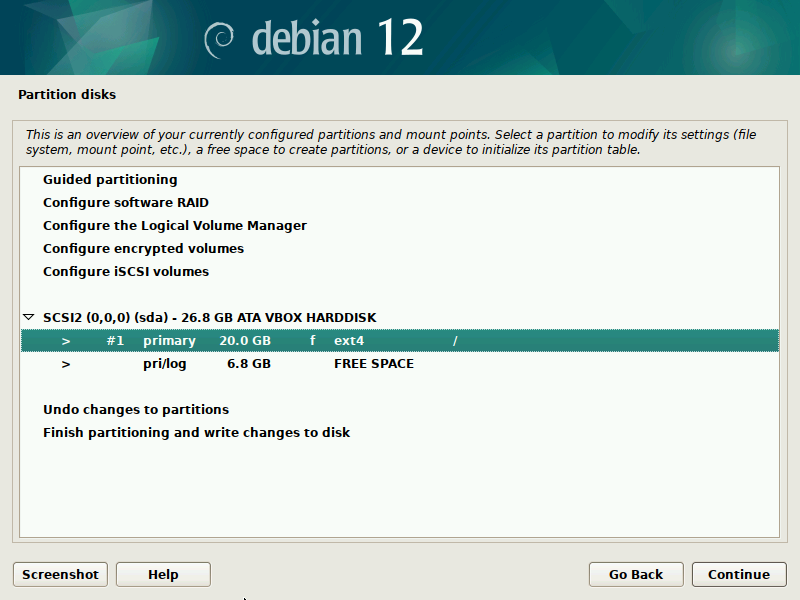 debian 12
Partition disks
This is an overview of your currently configured partitions and mount points. Select a partition to modify its settings (file
system, mount point, etc.), a free space to create partitions, or a device to initialize its partition table.
Guided partitioning
Configure software RAID
Configure the Logical Volume Manager
Configure encrypted volumes
Configure iSCSI volumes
SCSI2 (0,0,0) (sda) - 26.8 GB ATA VBOX HARDDISK
> #1 primary 20.0 GB f ext4 /
> pri/log 6.8 GB FREE SPACE
Undo changes to partitions
Finish partitioning and write changes to disk
Screenshot Help Go Back Continue